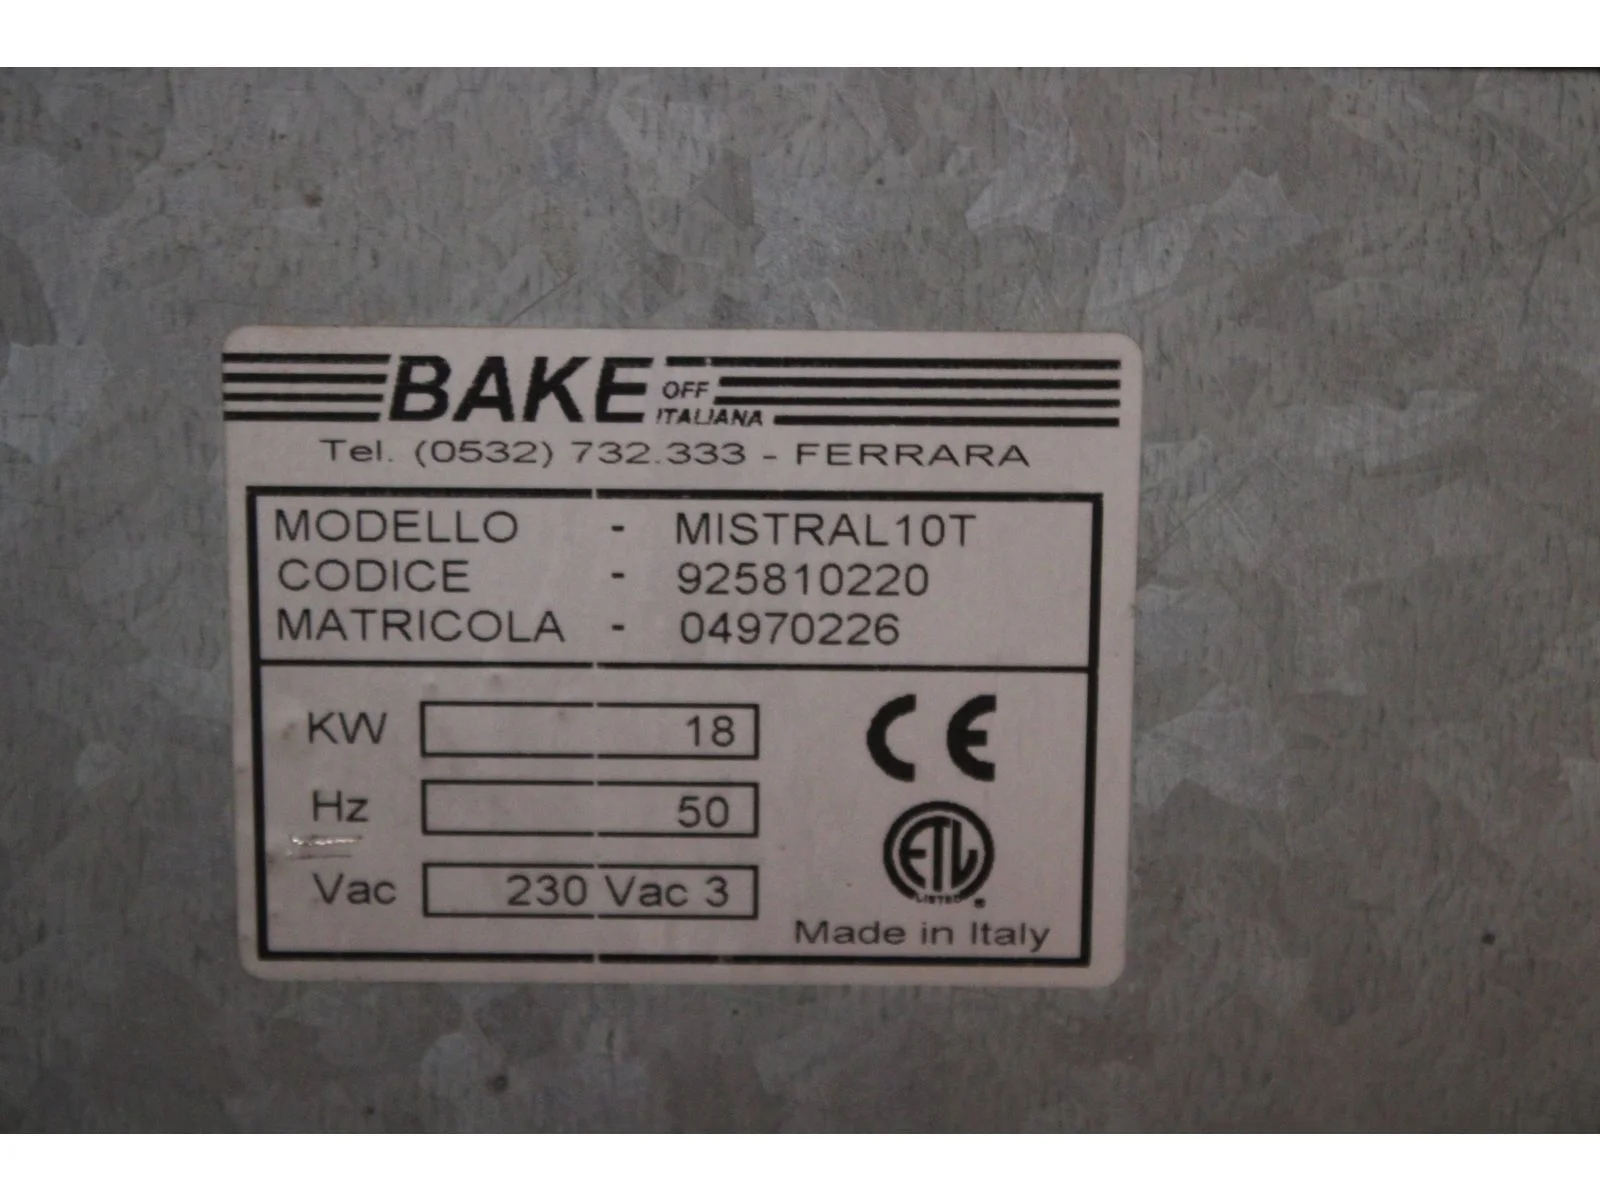 BAKE OFF ITALIANA
Tel. (0532) 732.333 - FERRARA
MODELLO - MISTRAL10T
CODICE - 925810220
MATRICOLA - 04970226
KW 18
Hz 50
Vac 230 Vac 3
CE
ETL
LISTED ®
Made in Italy